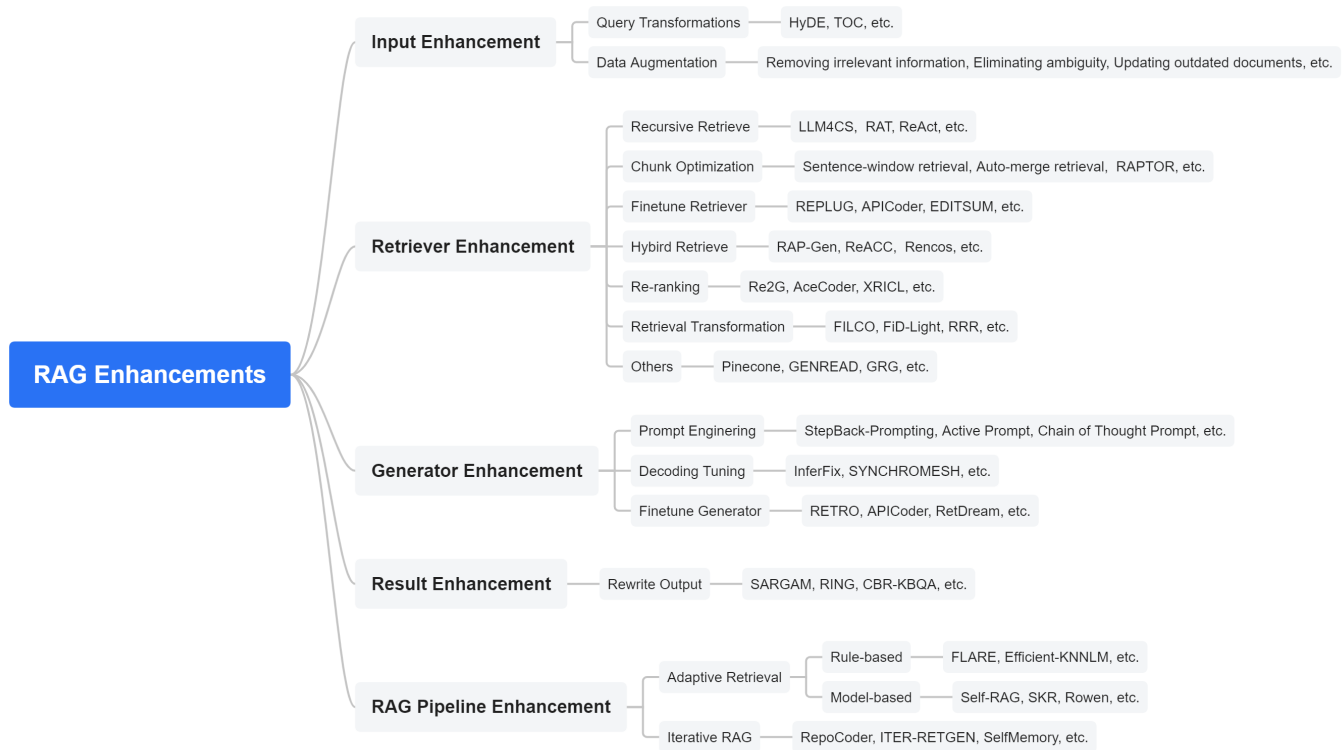 RAG Enhancements
Input Enhancement
Query Transformations
HyDE, TOC, etc.
Data Augmentation
Removing irrelevant information, Eliminating ambiguity, Updating outdated documents, etc.
Retriever Enhancement
Recursive Retrieve
LLM4CS, RAT, ReAct, etc.
Chunk Optimization
Sentence-window retrieval, Auto-merge retrieval, RAPTOR, etc.
Finetune Retriever
REPLUG, APICoder, EDITSUM, etc.
Hybird Retrieve
RAP-Gen, ReACC, Rencos, etc.
Re-ranking
Re2G, AceCoder, XRICL, etc.
Retrieval Transformation
FILCO, FiD-Light, RRR, etc.
Others
Pinecone, GENREAD, GRG, etc.
Generator Enhancement
Prompt Enginering
StepBack-Prompting, Active Prompt, Chain of Thought Prompt, etc.
Decoding Tuning
InferFix, SYNCHROMESH, etc.
Finetune Generator
RETRO, APICoder, RetDream, etc.
Result Enhancement
Rewrite Output
SARGAM, RING, CBR-KBQA, etc.
RAG Pipeline Enhancement
Adaptive Retrieval
Rule-based
FLARE, Efficient-KNNLM, etc.
Model-based
Self-RAG, SKR, Rowen, etc.
Iterative RAG
RepoCoder, ITER-RETGEN, SelfMemory, etc.